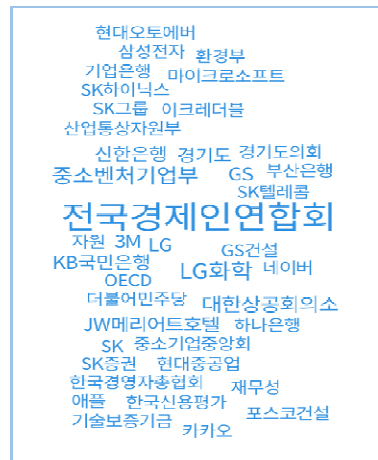 현대오토에버
삼성전자 환경부
기업은행 마이크로소프트
SK하이닉스
SK그룹 이크레더블
산업통상자원부
신한은행 경기도 경기도의회
중소벤처기업부 GS 부산은행
SK텔레콤
전국경제인연합회
자원 3M LG GS건설
KB국민은행 LG화학 네이버
OECD
더불어민주당 대한상공회의소
JW메리어트호텔 하나은행
SK 중소기업중앙회
SK증권 현대중공업
한국경영자총협회 재무성
애플 한국신용평가
기술보증기금 포스코건설
카카오